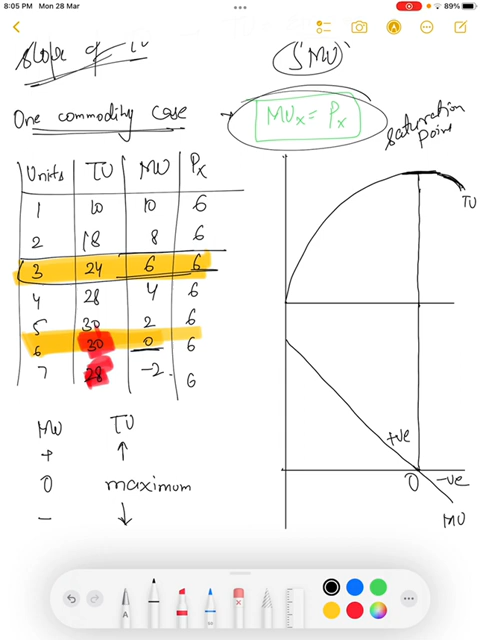 8:05 PM Mon 28 Mar
89%
Slope of TU
∫MU
One commodity case
MUx = Px
Saturation point
Units TU MU Px
1 10 10 6
2 18 8 6
3 24 6 6
4 28 4 6
5 30 2 6
6 30 0 6
7 28 -2 6
TU
MU TU
+ ↑
0 maximum
- ↓
+ve
0 -ve
MU